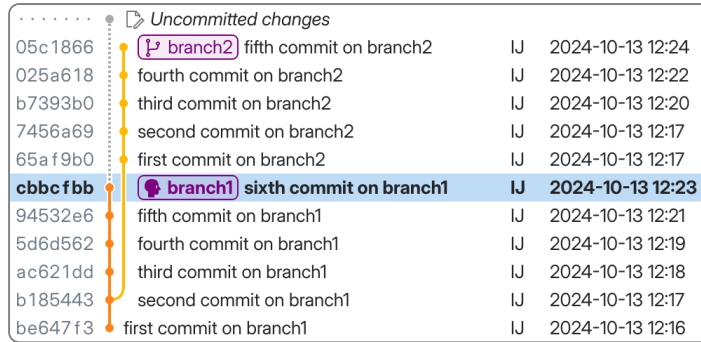 Uncommitted changes
05c1866 branch2 fifth commit on branch2 IJ 2024-10-13 12:24
025a618 fourth commit on branch2 IJ 2024-10-13 12:22
b7393b0 third commit on branch2 IJ 2024-10-13 12:20
7456a69 second commit on branch2 IJ 2024-10-13 12:17
65af9b0 first commit on branch2 IJ 2024-10-13 12:17
cbbcfbb branch1 sixth commit on branch1 IJ 2024-10-13 12:23
94532e6 fifth commit on branch1 IJ 2024-10-13 12:21
5d6d562 fourth commit on branch1 IJ 2024-10-13 12:19
ac621dd third commit on branch1 IJ 2024-10-13 12:18
b185443 second commit on branch1 IJ 2024-10-13 12:17
be647f3 first commit on branch1 IJ 2024-10-13 12:16